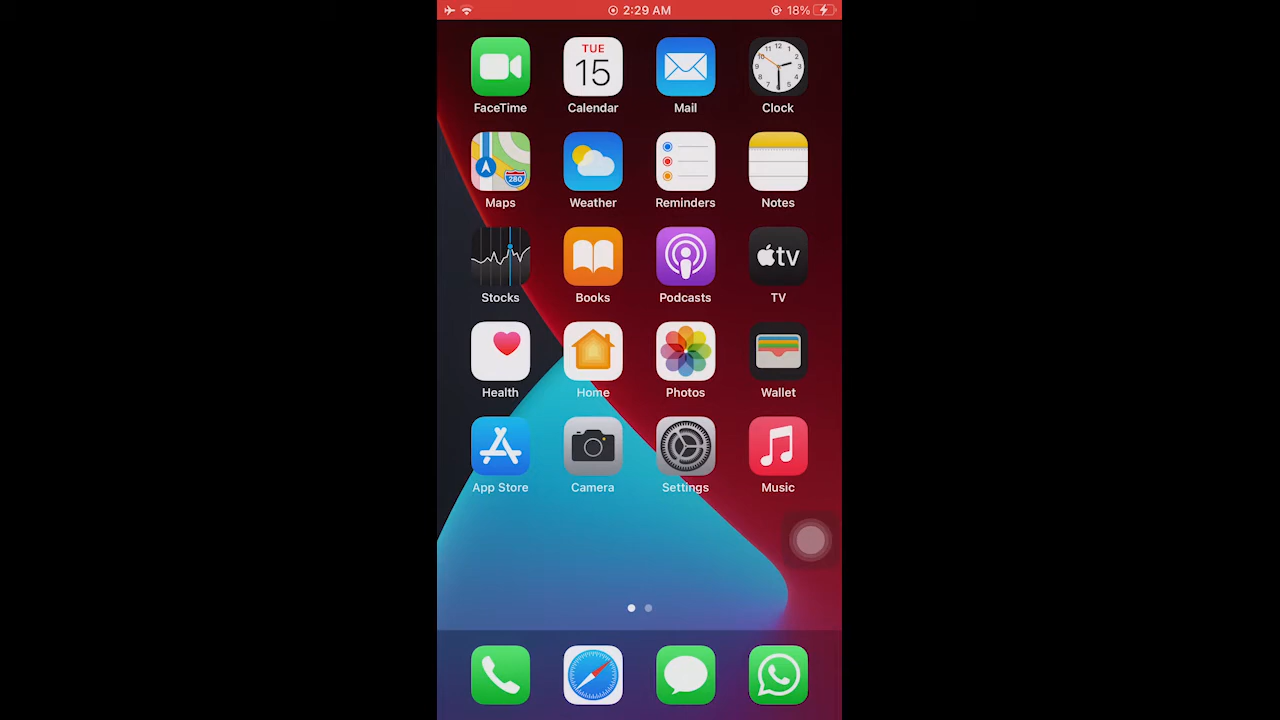 2:29 AM 18%
TUE
15
FaceTime Calendar Mail Clock
280
Maps Weather Reminders Notes
tv
Stocks Books Podcasts TV
Health Home Photos Wallet
App Store Camera Settings Music